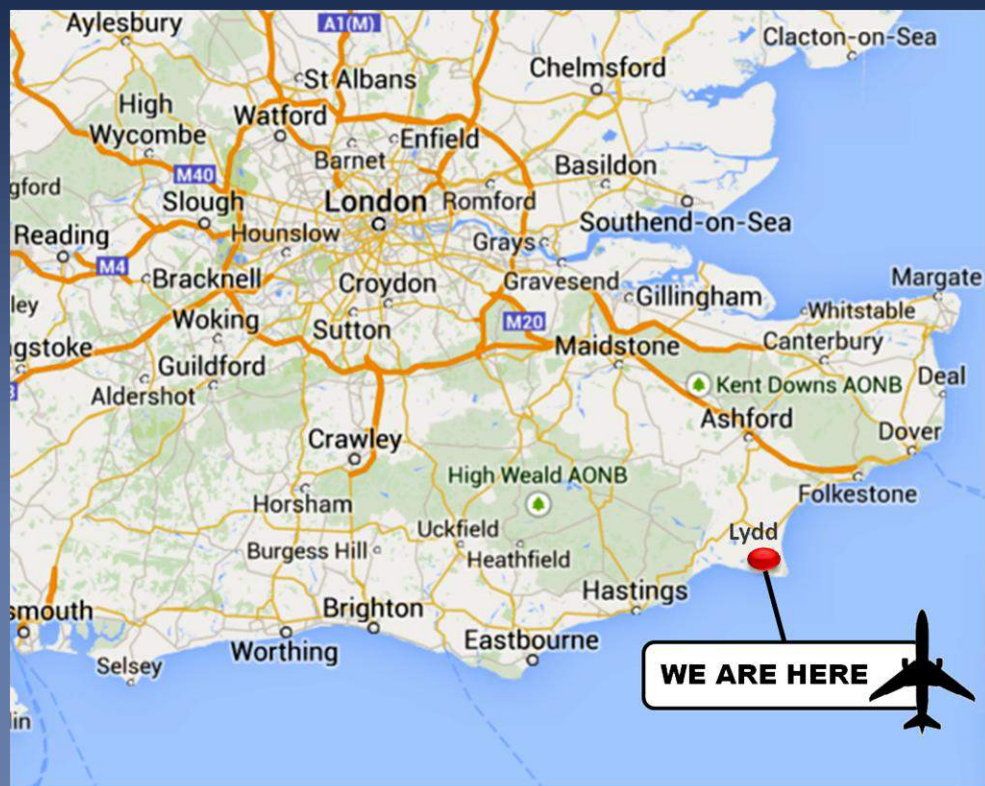 Aylesbury
A1(M)
Clacton-on-Sea
St Albans
Chelmsford
High
Wycombe
Watford
Enfield
Barnet
Basildon
M40
gford
Slough
London
Romford
Southend-on-Sea
Reading
Hounslow
Grays
M4
Bracknell
Croydon
Gravesend
Gillingham
Margate
ley
Woking
Sutton
M20
Whitstable
gstoke
Maidstone
Canterbury
Guildford
Aldershot
Kent Downs AONB
Deal
Ashford
Crawley
Dover
High Weald AONB
Folkestone
Horsham
Uckfield
Lydd
Burgess Hill
Heathfield
Hastings
smouth
Brighton
Eastbourne
Worthing
Selsey
WE ARE HERE
lin